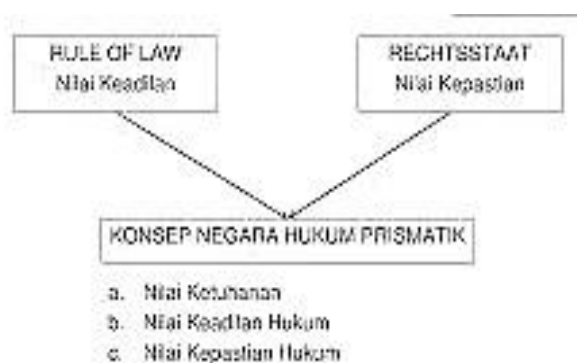 RULE OF LAW
Nilai Keadilan
RECHTSSTAAT
Nilai Kepastian
KONSEP NEGARA HUKUM PRISMATIK
a. Nilai Ketuhanan
b. Nilai Keadilan Hukum
c. Nilai Kepastian Hukum